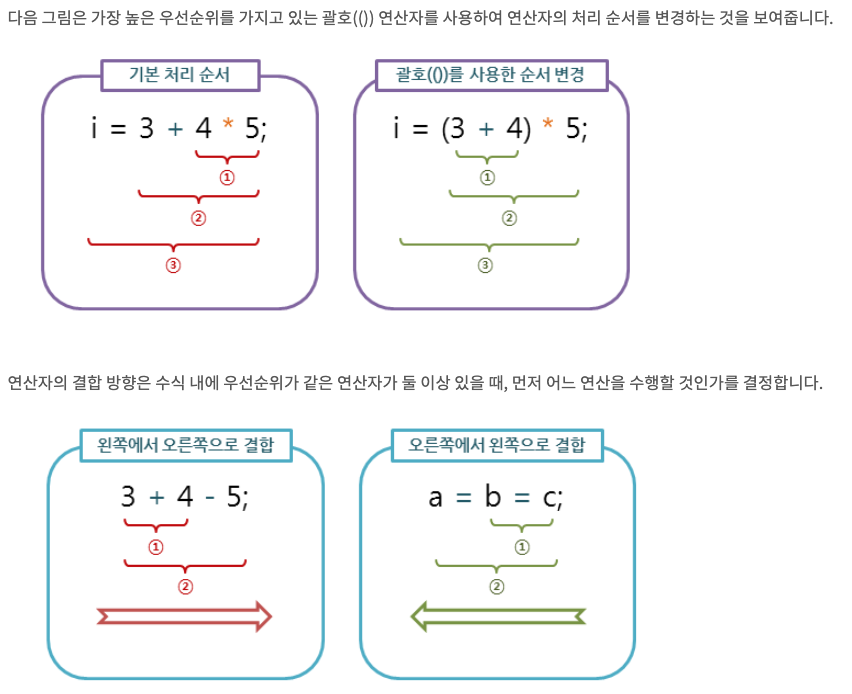 다음 그림은 가장 높은 우선순위를 가지고 있는 괄호(()) 연산자를 사용하여 연산자의 처리 순서를 변경하는 것을 보여줍니다.
기본 처리 순서
i = 3 + 4 * 5;
①
②
③
괄호(())를 사용한 순서 변경
i = (3 + 4) * 5;
①
②
③
연산자의 결합 방향은 수식 내에 우선순위가 같은 연산자가 둘 이상 있을 때, 먼저 어느 연산을 수행할 것인가를 결정합니다.
왼쪽에서 오른쪽으로 결합
3 + 4 - 5;
①
②
오른쪽에서 왼쪽으로 결합
a = b = c;
①
②